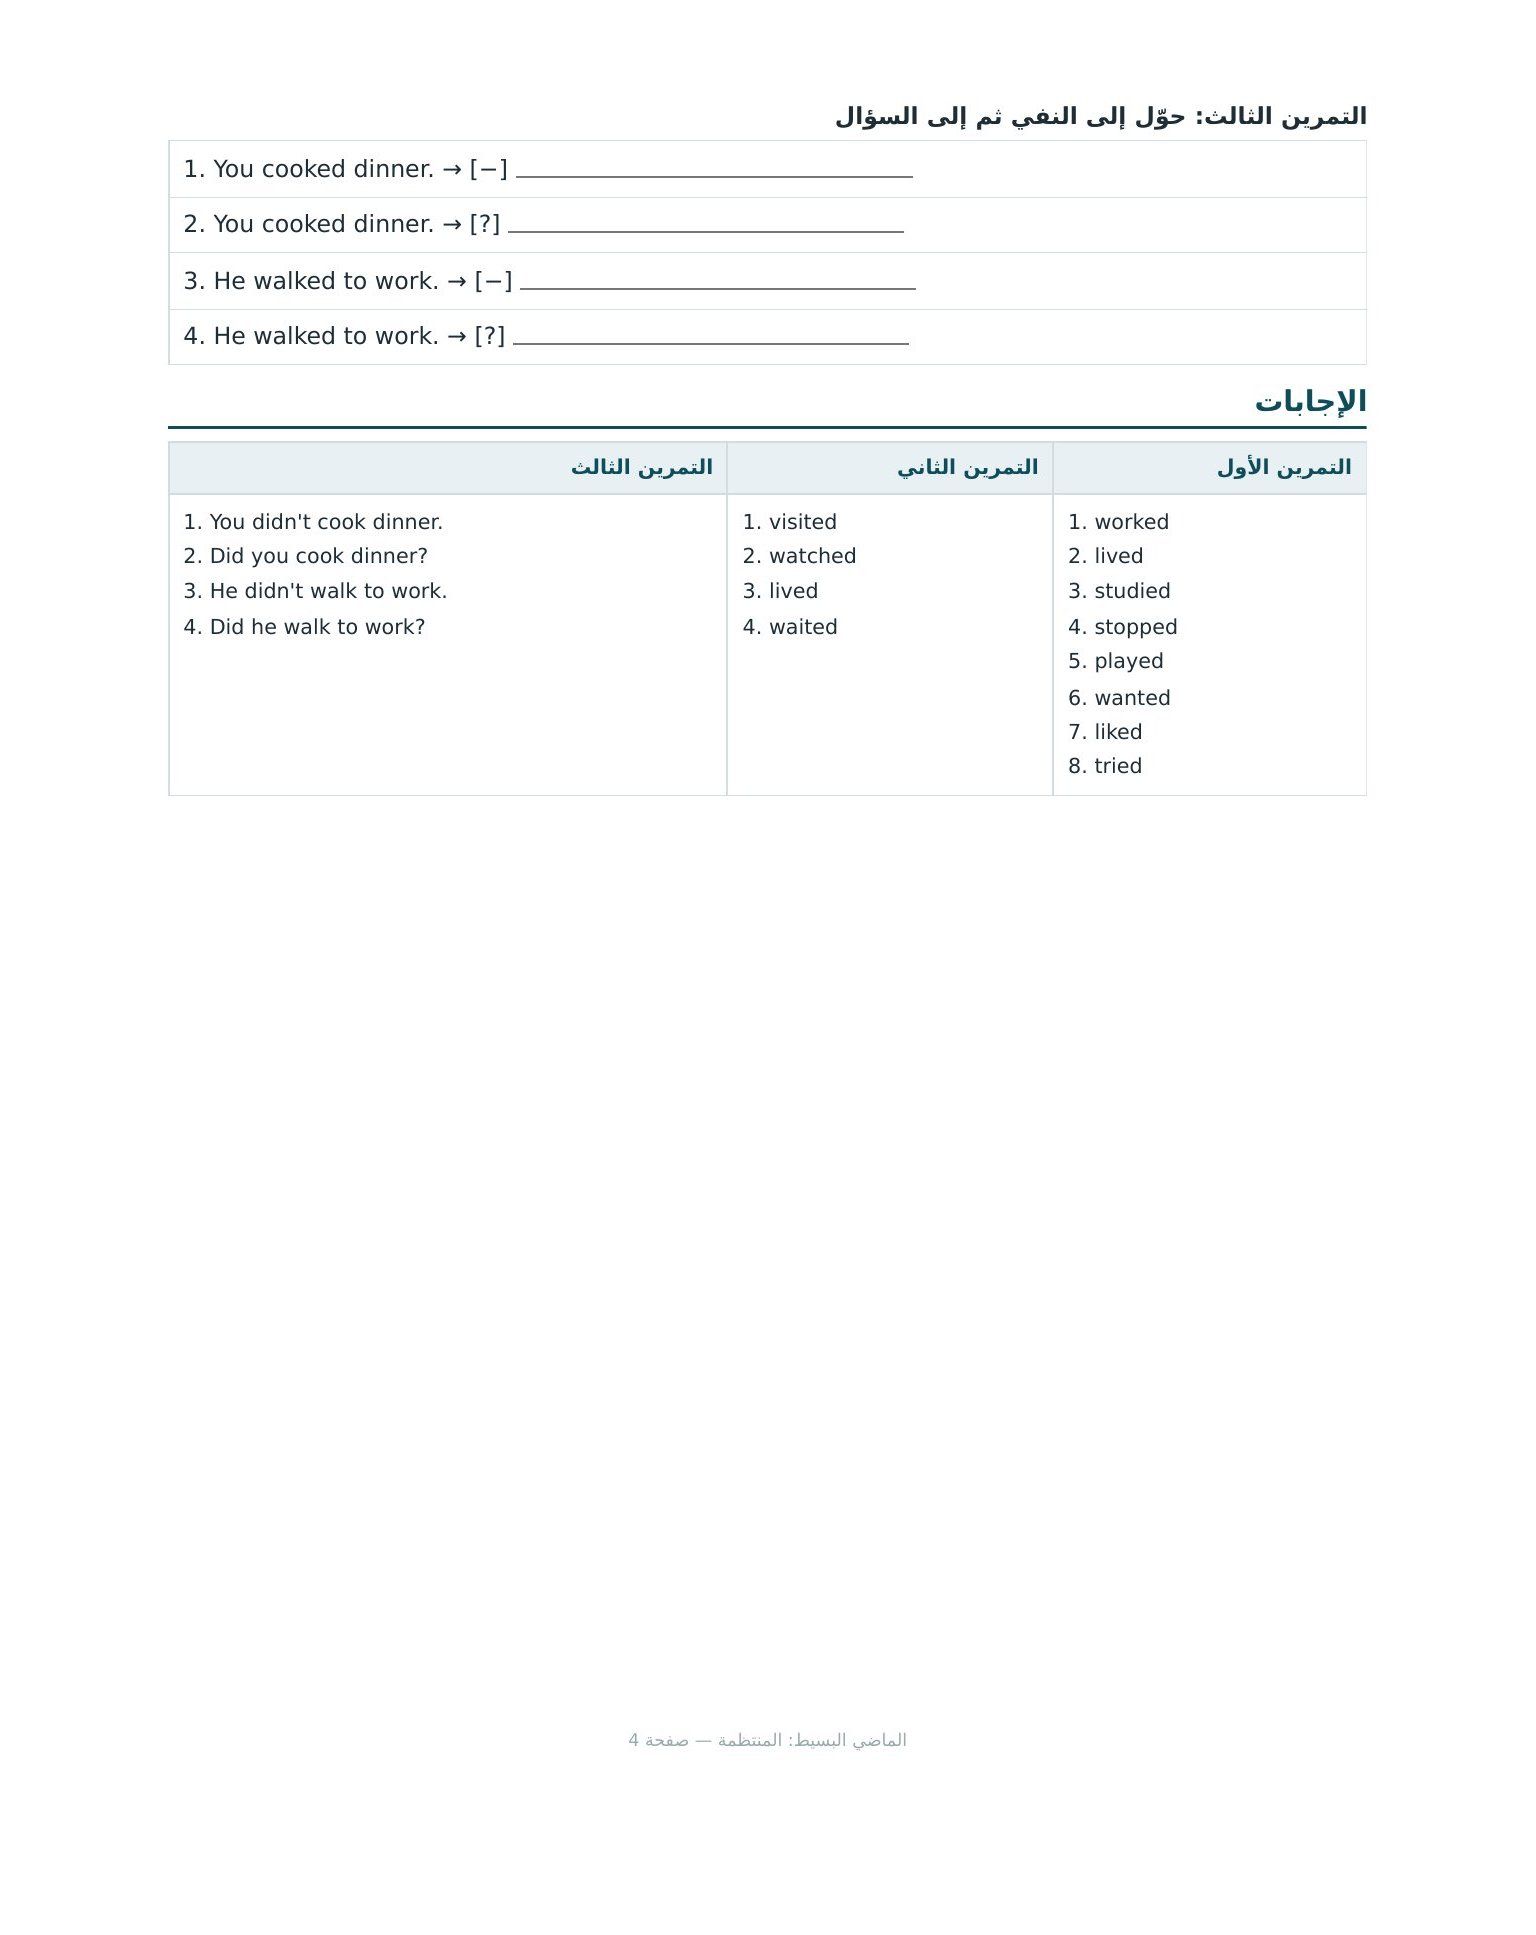 التمرين الثالث: حوّل إلى النفي ثم إلى السؤال
1. You cooked dinner. → [−] ______________________________
2. You cooked dinner. → [?] ______________________________
3. He walked to work. → [−] ______________________________
4. He walked to work. → [?] ______________________________
الإجابات
التمرين الأول
1. worked
2. lived
3. studied
4. stopped
5. played
6. wanted
7. liked
8. tried
التمرين الثاني
1. visited
2. watched
3. lived
4. waited
التمرين الثالث
1. You didn't cook dinner.
2. Did you cook dinner?
3. He didn't walk to work.
4. Did he walk to work?
الماضي البسيط: المنتظمة — صفحة 4